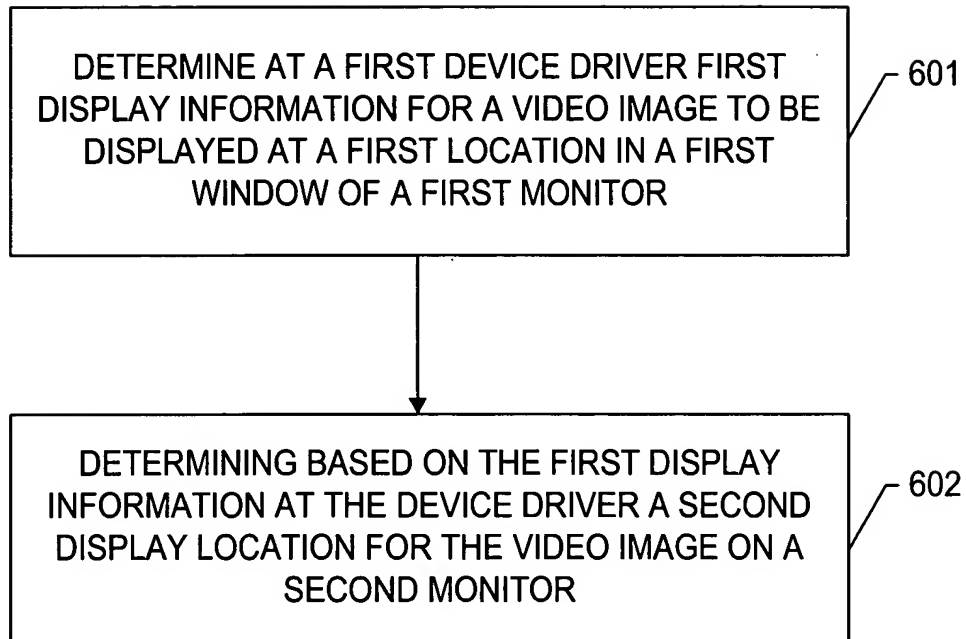 DETERMINE AT A FIRST DEVICE DRIVER FIRST
DISPLAY INFORMATION FOR A VIDEO IMAGE TO BE
DISPLAYED AT A FIRST LOCATION IN A FIRST
WINDOW OF A FIRST MONITOR
601
DETERMINING BASED ON THE FIRST DISPLAY
INFORMATION AT THE DEVICE DRIVER A SECOND
DISPLAY LOCATION FOR THE VIDEO IMAGE ON A
SECOND MONITOR
602